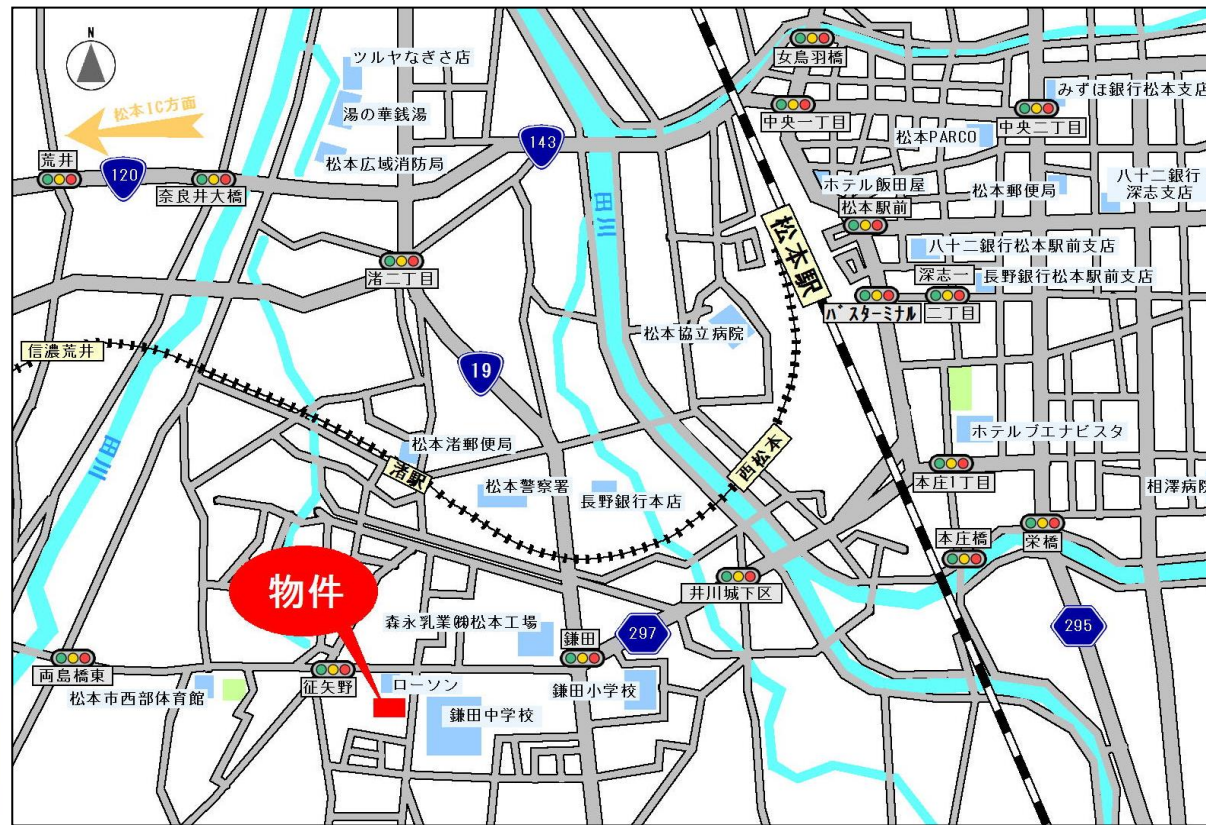 N
松本IC方面
荒井
120
奈良井大橋
ツルヤなぎさ店
湯の華銭湯
松本広域消防局
143
渚二丁目
田川
女鳥羽橋
中央一丁目
みずほ銀行松本支店
中央二丁目
松本PARCO
ホテル飯田屋
松本駅前
松本郵便局
八十二銀行
深志支店
八十二銀行松本駅前支店
深志一
二丁目
長野銀行松本駅前支店
松本駅
バスターミナル
松本協立病院
信濃荒井
19
田川
松本渚郵便局
渚駅
松本警察署
長野銀行本店
西松本
ホテルブエナビスタ
本庄1丁目
相澤病院
本庄橋
栄橋
井川城下区
物件
森永乳業㈱松本工場
鎌田
297
295
両島橋東
松本市西部体育館
征矢野
ローソン
鎌田中学校
鎌田小学校